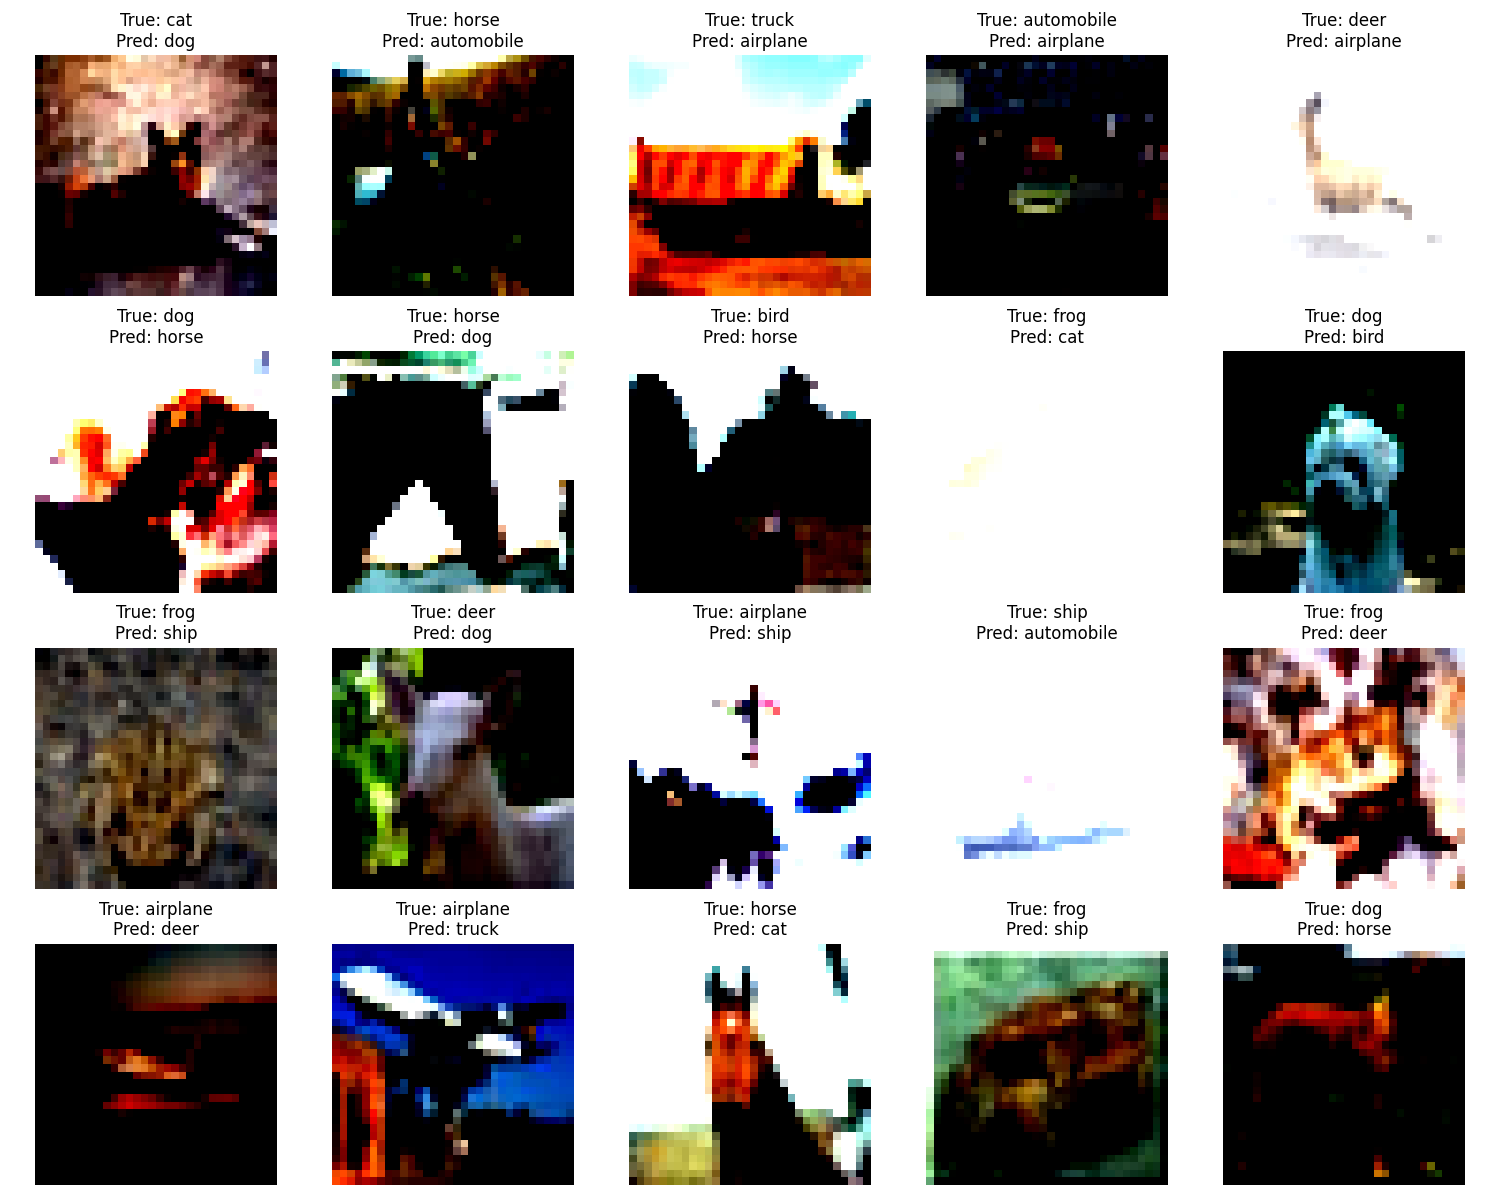 True: cat
Pred: dog
True: horse
Pred: automobile
True: truck
Pred: airplane
True: automobile
Pred: airplane
True: deer
Pred: airplane
True: dog
Pred: horse
True: horse
Pred: dog
True: bird
Pred: horse
True: frog
Pred: cat
True: dog
Pred: bird
True: frog
Pred: ship
True: deer
Pred: dog
True: airplane
Pred: ship
True: ship
Pred: automobile
True: frog
Pred: deer
True: airplane
Pred: deer
True: airplane
Pred: truck
True: horse
Pred: cat
True: frog
Pred: ship
True: dog
Pred: horse